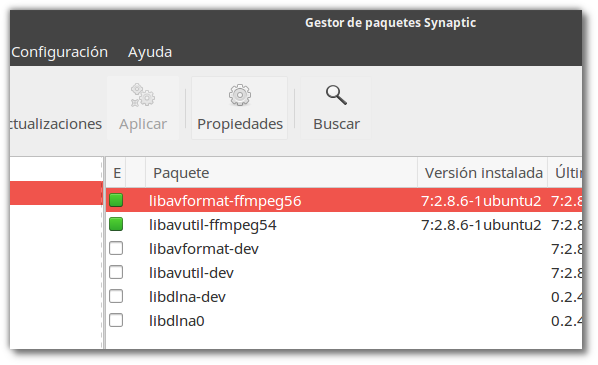 Gestor de paquetes Synaptic
Configuración Ayuda
ctualizaciones Aplicar Propiedades Buscar
E Paquete Versión instalada Últin
libavformat-ffmpeg56 7:2.8.6-1ubuntu2 7:2.8
libavutil-ffmpeg54 7:2.8.6-1ubuntu2 7:2.8
libavformat-dev 7:2.8
libavutil-dev 7:2.8
libdlna-dev 0.2.4
libdlna0 0.2.4